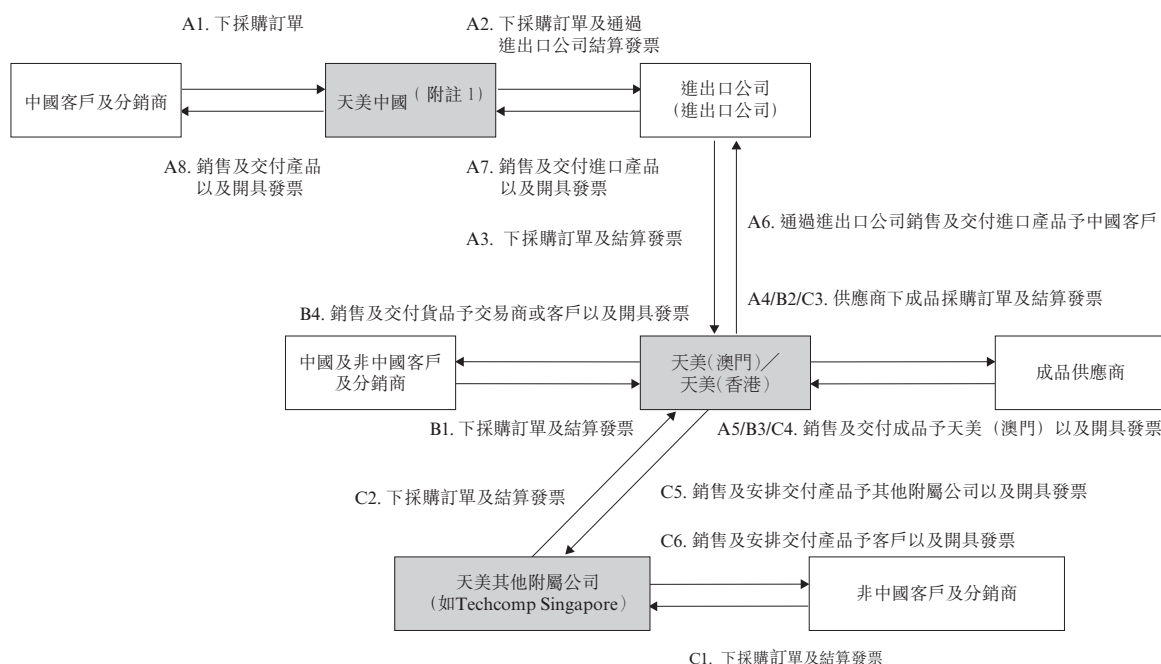 A1. 下採購訂單
A2. 下採購訂單及通過
進出口公司結算發票
中國客戶及分銷商
天美中國（附註 1）
進出口公司
(進出口公司)
A8. 銷售及交付產品
以及開具發票
A7. 銷售及交付進口產品
以及開具發票
A6. 通過進出口公司銷售及交付進口產品予中國客戶
A3. 下採購訂單及結算發票
A4/B2/C3. 供應商下成品採購訂單及結算發票
B4. 銷售及交付貨品予交易商或客戶以及開具發票
中國及非中國客戶
及分銷商
天美(澳門)／
天美(香港)
成品供應商
B1. 下採購訂單及結算發票
A5/B3/C4. 銷售及交付成品予天美（澳門）以及開具發票
C2. 下採購訂單及結算發票
C5. 銷售及安排交付產品予其他附屬公司以及開具發票
C6. 銷售及安排交付產品予客戶以及開具發票
天美其他附屬公司
(如Techcomp Singapore)
非中國客戶及分銷商
C1. 下採購訂單及結算發票